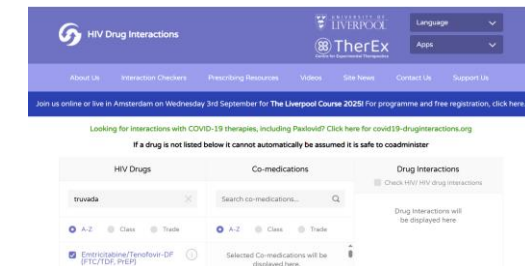 UNIVERSITY OF
LIVERPOOL
Language
HIV Drug Interactions
TherEx
Centre for Experimental Therapeutics
Apps
About Us
Interaction Checkers
Prescribing Resources
Videos
Site News
Contact Us
Support Us
Join us online or live in Amsterdam on Wednesday 3rd September for The Liverpool Course 2025! For programme and free registration, click here.
Looking for interactions with COVID-19 therapies, including Paxlovid? Click here for covid19-druginteractions.org
If a drug is not listed below it cannot automatically be assumed it is safe to coadminister
HIV Drugs
Co-medications
Drug Interactions
Check HIV/ HIV drug interactions
truvada
Search co-medications...
Drug Interactions will
be displayed here.
A-Z
Class
Trade
A-Z
Class
Trade
Emtricitabine/Tenofovir-DF
(FTC/TDF, PrEP)
Selected Co-medications will be
displayed here.